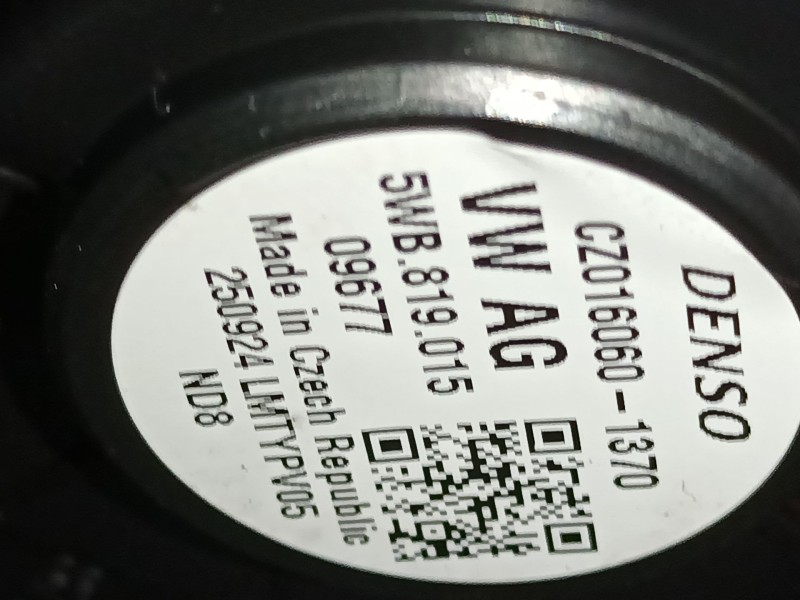 DENSO
CZ016060-1370
VW AG
5WB.819.015
09677
Made in Czech Republic
250924 LMTYPV05
ND8